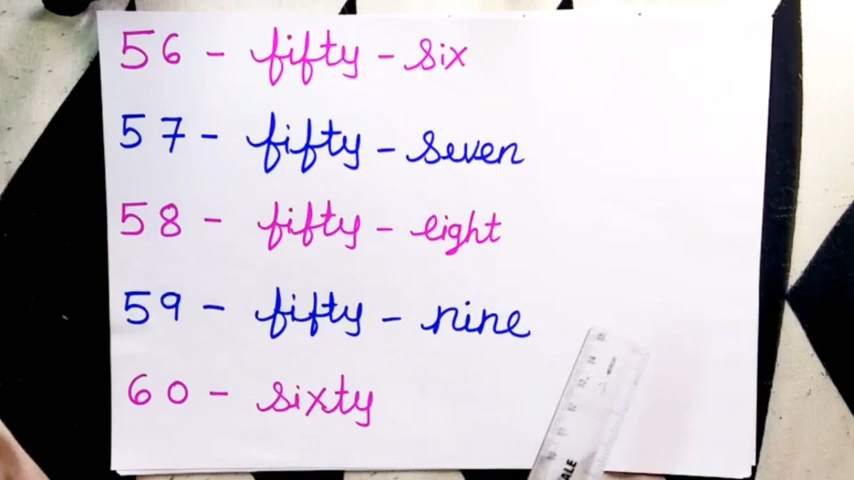 56 - fifty - six
57 - fifty - seven
58 - fifty - eight
59 - fifty - nine
60 - sixty